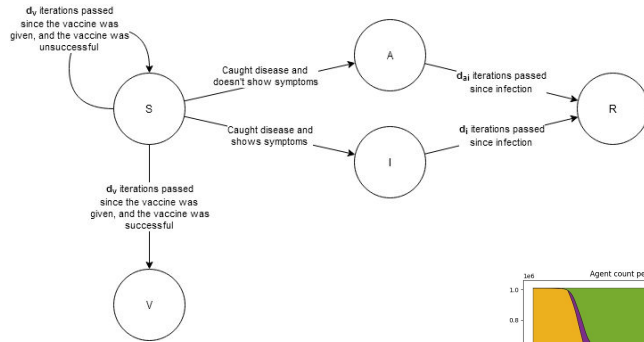 dv iterations passed
since the vaccine was
given, and the vaccine was
unsuccessful
S
Caught disease and
doesn't show symptoms
A
dai iterations passed
since infection
R
Caught disease and
shows symptoms
I
di iterations passed
since infection
dv iterations passed
since the vaccine was
given, and the vaccine was
successful
V
1e6
Agent count pe
1.0
0.8